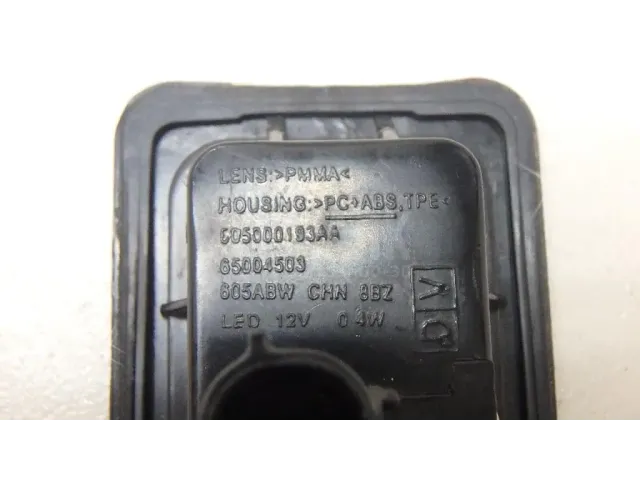 LENS:>PMMA<
HOUSING:>PC+ABS,TPE<
605000193AA
65004503
605ABW CHN 8BZ
LED 12V 0.4W
A
G